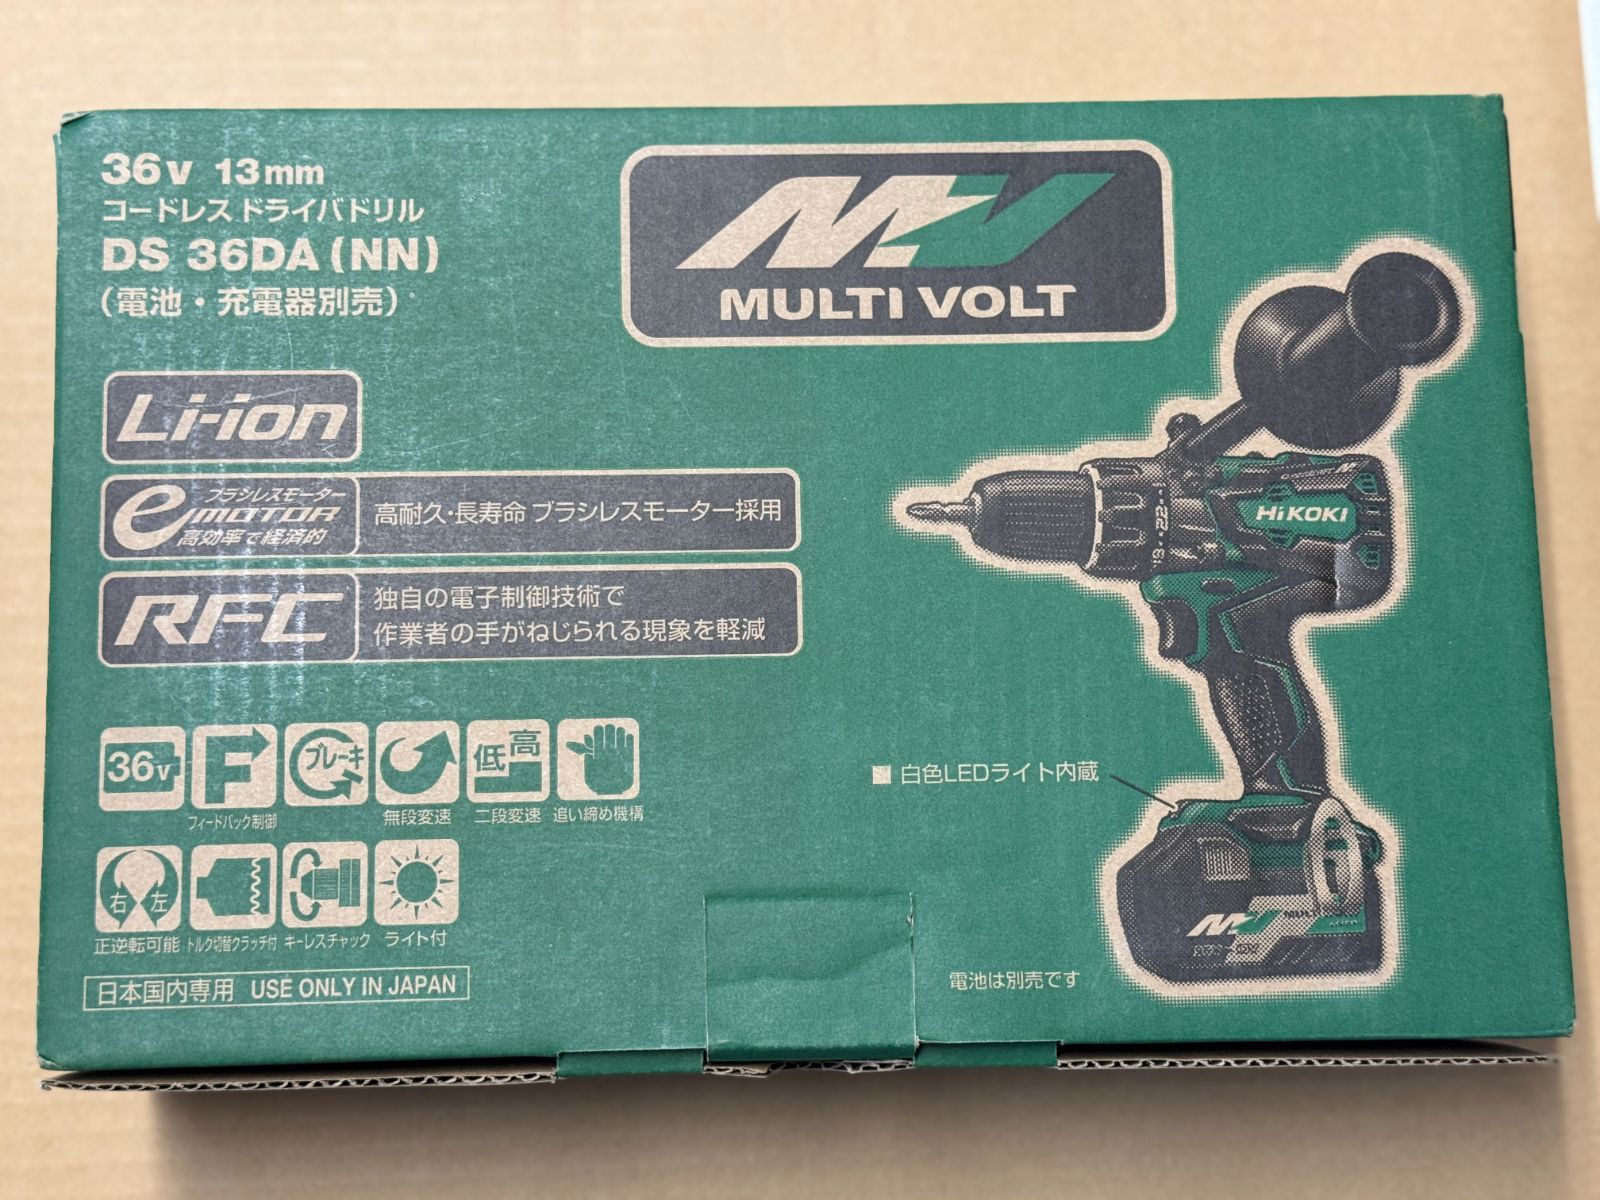 36v 13mm
コードレス ドライバドリル
DS 36DA (NN)
(電池・充電器別売)
MULTI VOLT
Li-ion
ブラシレスモーター
e MOTOR
高効率で経済的
高耐久・長寿命 ブラシレスモーター採用
RFC
独自の電子制御技術で
作業者の手がねじられる現象を軽減
HiKOKI
13・22・
36v
F
ブレーキ
低 高
フィードバック制御
無段変速
二段変速
追い締め機構
右 左
正逆転可能
トルク切替クラッチ付
キーレスチャック
ライト付
白色LEDライト内蔵
日本国内専用 USE ONLY IN JAPAN
電池は別売です